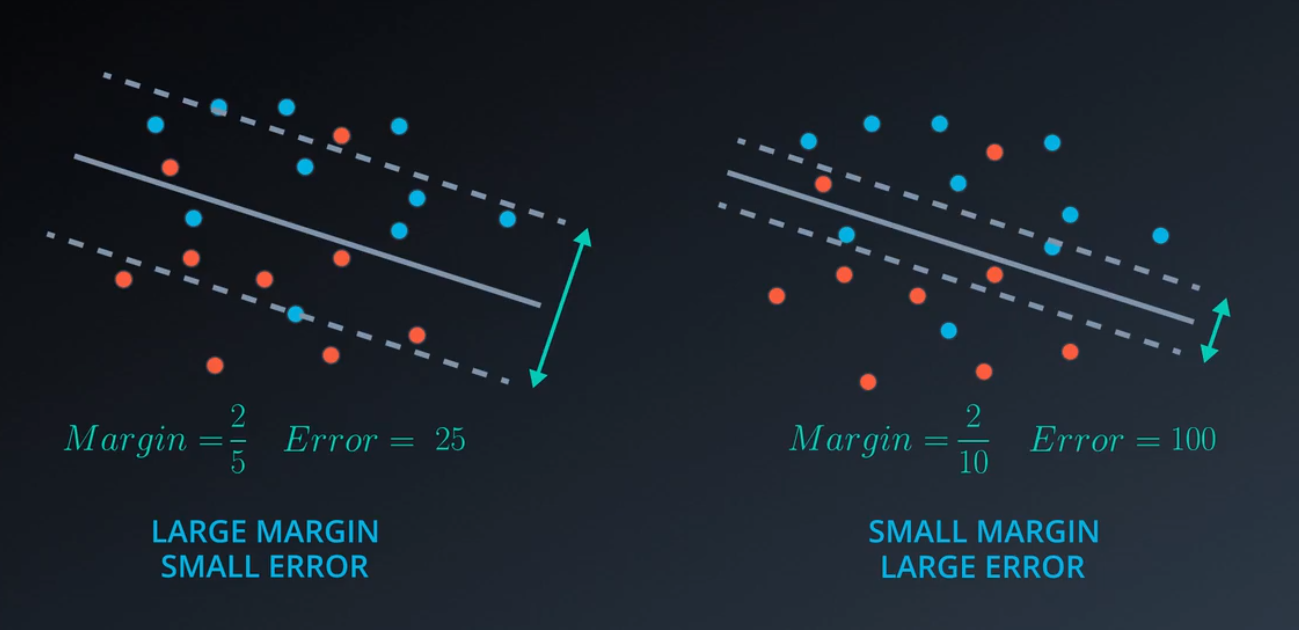 Margin = 2/5 Error = 25
LARGE MARGIN
SMALL ERROR
Margin = 2/10 Error = 100
SMALL MARGIN
LARGE ERROR